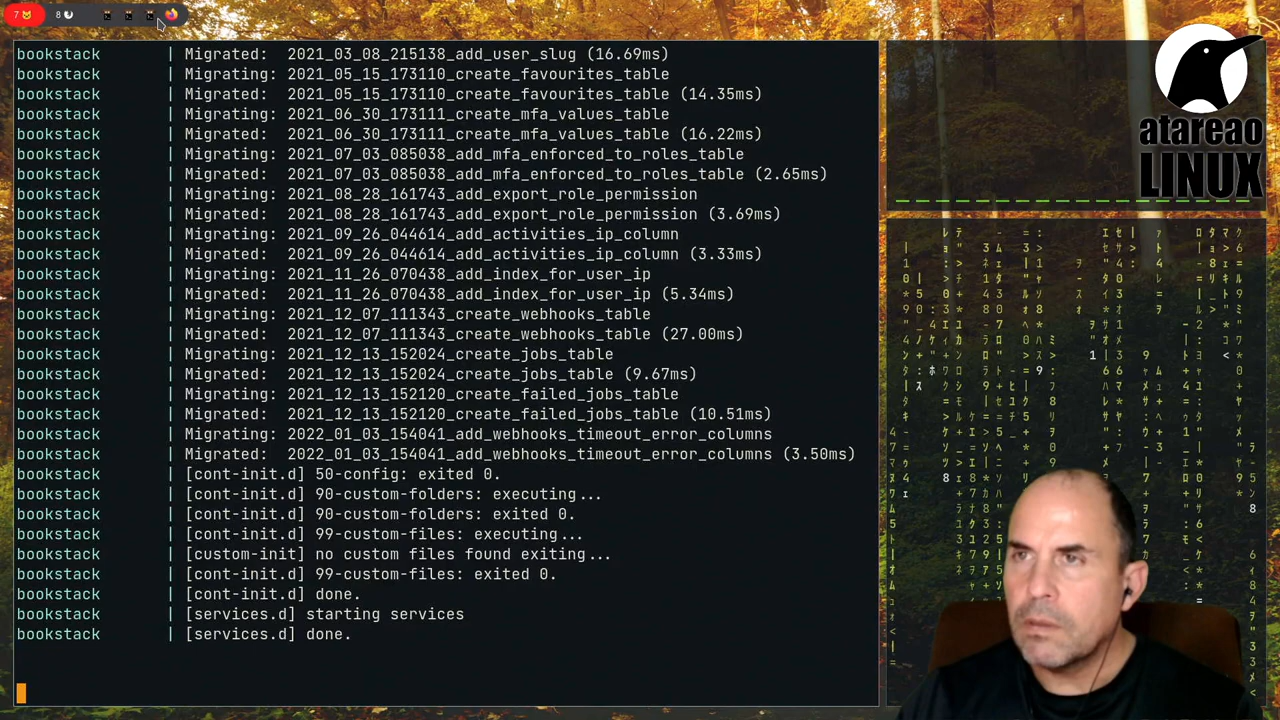 7
8
bookstack | Migrated: 2021_03_08_215138_add_user_slug (16.69ms)
bookstack | Migrating: 2021_05_15_173110_create_favourites_table
bookstack | Migrated: 2021_05_15_173110_create_favourites_table (14.35ms)
bookstack | Migrating: 2021_06_30_173111_create_mfa_values_table
bookstack | Migrated: 2021_06_30_173111_create_mfa_values_table (16.22ms)
bookstack | Migrating: 2021_07_03_085038_add_mfa_enforced_to_roles_table
bookstack | Migrated: 2021_07_03_085038_add_mfa_enforced_to_roles_table (2.65ms)
bookstack | Migrating: 2021_08_28_161743_add_export_role_permission
bookstack | Migrated: 2021_08_28_161743_add_export_role_permission (3.69ms)
bookstack | Migrating: 2021_09_26_044614_add_activities_ip_column
bookstack | Migrated: 2021_09_26_044614_add_activities_ip_column (3.33ms)
bookstack | Migrating: 2021_11_26_070438_add_index_for_user_ip
bookstack | Migrated: 2021_11_26_070438_add_index_for_user_ip (5.34ms)
bookstack | Migrating: 2021_12_07_111343_create_webhooks_table
bookstack | Migrated: 2021_12_07_111343_create_webhooks_table (27.00ms)
bookstack | Migrating: 2021_12_13_152024_create_jobs_table
bookstack | Migrated: 2021_12_13_152024_create_jobs_table (9.67ms)
bookstack | Migrating: 2021_12_13_152120_create_failed_jobs_table
bookstack | Migrated: 2021_12_13_152120_create_failed_jobs_table (10.51ms)
bookstack | Migrating: 2022_01_03_154041_add_webhooks_timeout_error_columns
bookstack | Migrated: 2022_01_03_154041_add_webhooks_timeout_error_columns (3.50ms)
bookstack | [cont-init.d] 50-config: exited 0.
bookstack | [cont-init.d] 90-custom-folders: executing...
bookstack | [cont-init.d] 90-custom-folders: exited 0.
bookstack | [cont-init.d] 99-custom-files: executing...
bookstack | [custom-init] no custom files found exiting...
bookstack | [cont-init.d] 99-custom-files: exited 0.
bookstack | [cont-init.d] done.
bookstack | [services.d] starting services
bookstack | [services.d] done.
atareao
LINUX